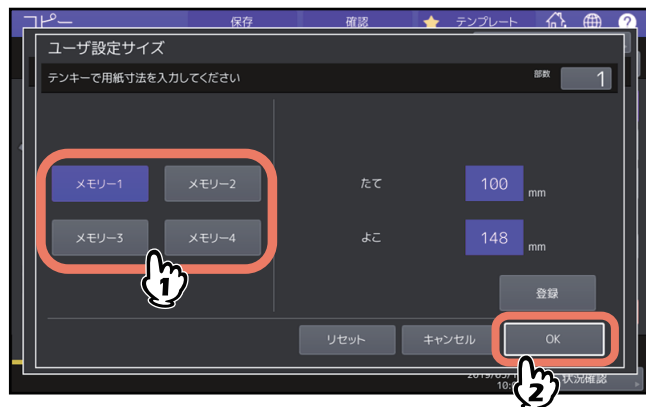 コピー 保存 確認 テンプレート ?
ユーザ設定サイズ
テンキーで用紙寸法を入力してください 部数 1
メモリー1 メモリー2 たて 100 mm
メモリー3 メモリー4 よこ 148 mm
1
登録
リセット キャンセル OK
状況確認
10:
2